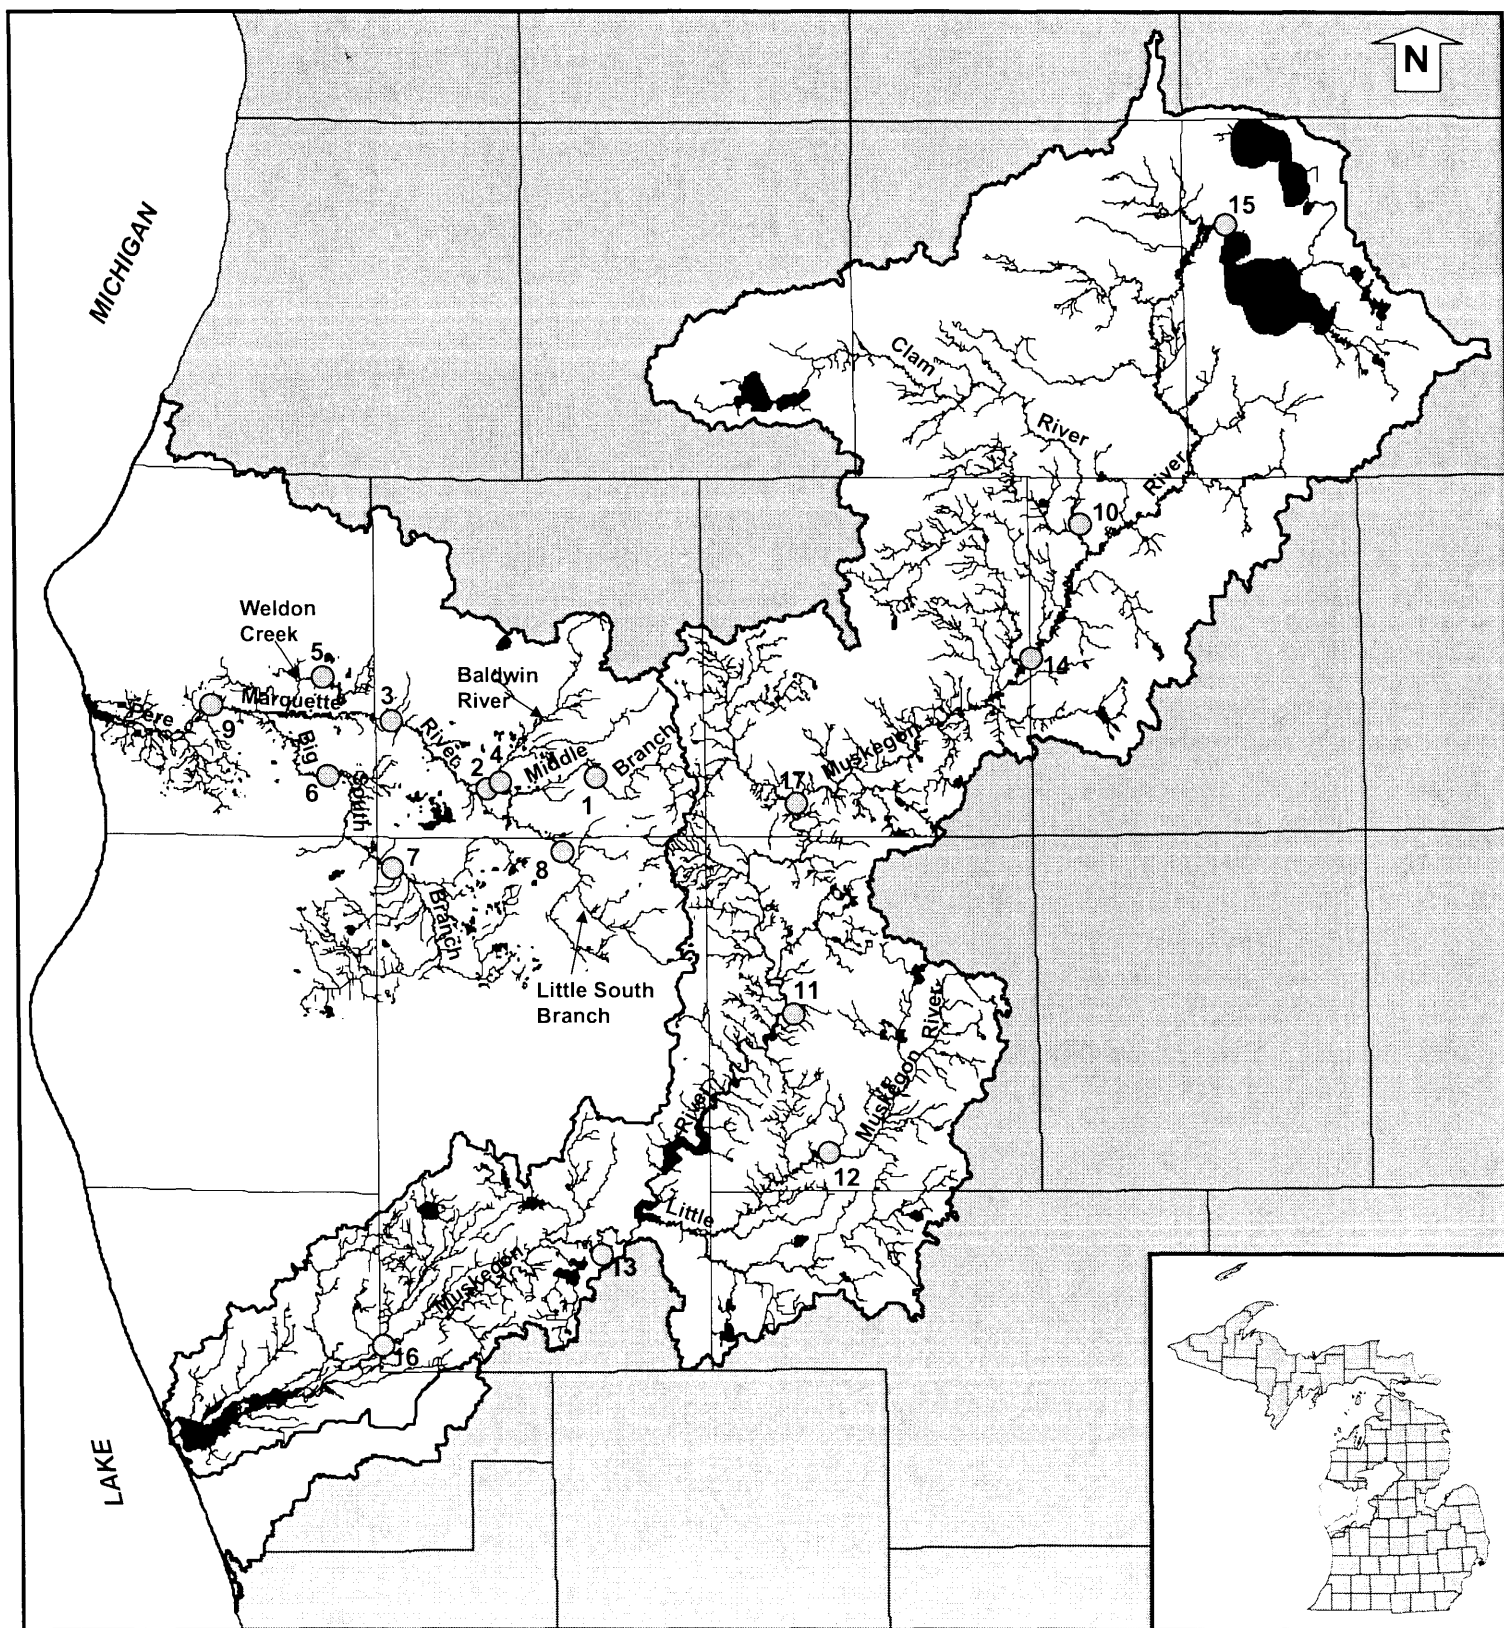 N
MICHIGAN
15
Clam
River
River
10
Weldon
Creek
5
14
Baldwin
River
3
Marquette
Pere
9
River
Big
4
2
Middle
Branch
1
Muskegon
17
6
South
8
7
Branch
Little South
Branch
11
River
Muskegon
River
12
Little
13
Muskegon
16
LAKE